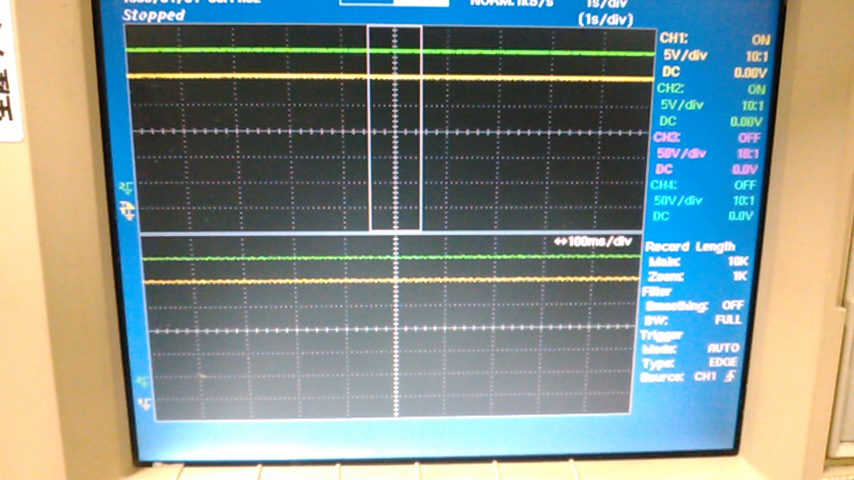 Stopped
NORM:1kS/s
1s/div
(1s/div)
CH1: ON
5V/div 10:1
DC 0.00V
CH2: ON
5V/div 10:1
DC 0.00V
CH3: OFF
50V/div 10:1
DC 0.0V
CH4: OFF
50V/div 10:1
DC 0.0V
↔100ms/div
Record Length
Main: 10K
Zoom: 1K
Filter
Smoothing: OFF
BW: FULL
Trigger
Mode: AUTO
Type: EDGE
Source: CH1